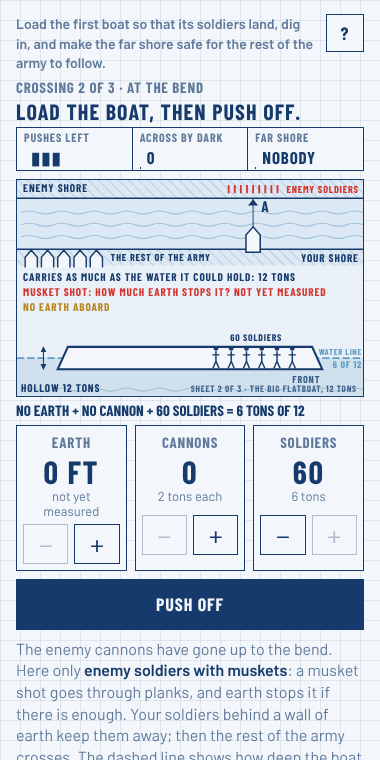 Load the first boat so that its soldiers land, dig
in, and make the far shore safe for the rest of the
army to follow.
?
CROSSING 2 OF 3 · AT THE BEND
LOAD THE BOAT, THEN PUSH OFF.
PUSHES LEFT
ACROSS BY DARK
0
FAR SHORE
NOBODY
ENEMY SHORE
ENEMY SOLDIERS
A
THE REST OF THE ARMY
YOUR SHORE
CARRIES AS MUCH AS THE WATER IT COULD HOLD: 12 TONS
MUSKET SHOT: HOW MUCH EARTH STOPS IT? NOT YET MEASURED
NO EARTH ABOARD
60 SOLDIERS
WATER LINE
6 OF 12
FRONT
HOLLOW 12 TONS
SHEET 2 OF 3 · THE BIG FLATBOAT, 12 TONS
NO EARTH + NO CANNON + 60 SOLDIERS = 6 TONS OF 12
EARTH
0 FT
not yet
measured
− +
CANNONS
0
2 tons each
− +
SOLDIERS
60
6 tons
− +
PUSH OFF
The enemy cannons have gone up to the bend.
Here only enemy soldiers with muskets: a musket
shot goes through planks, and earth stops it if
there is enough. Your soldiers behind a wall of
earth keep them away; then the rest of the army
crosses. The dashed line shows how deep the boat